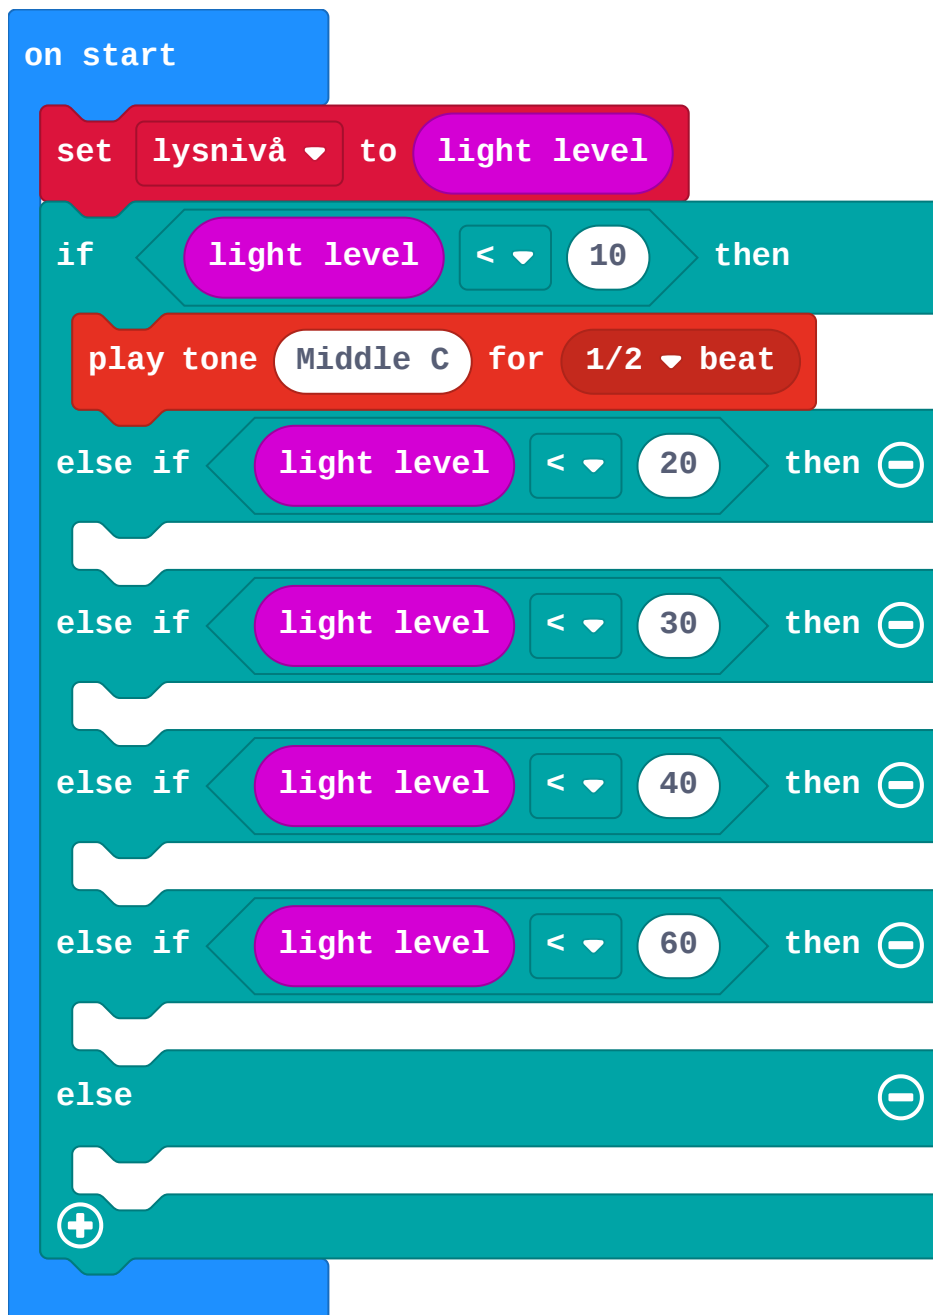 on start
set lysnivå to light level
if light level < 10 then
play tone Middle C for 1/2 beat
else if light level < 20 then
else if light level < 30 then
else if light level < 40 then
else if light level < 60 then
else